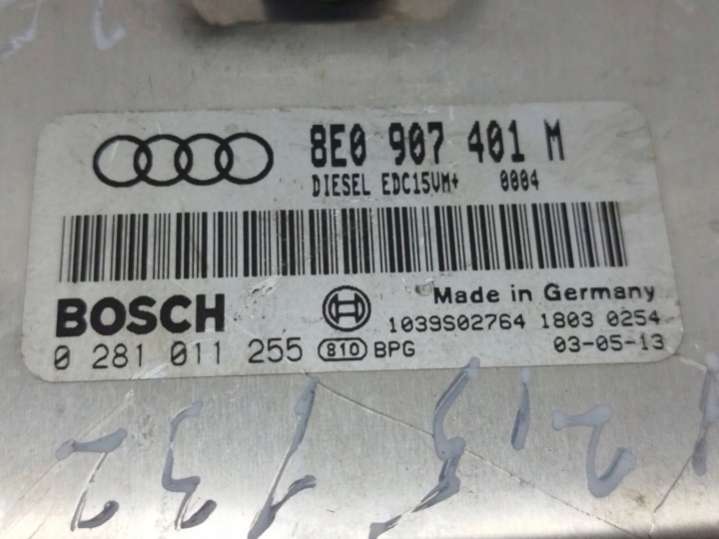 8E0 907 401 M
DIESEL EDC15VM+ 0004
BOSCH
Made in Germany
1039S02764 1803 0254
0 281 011 255 810 BPG 03-05-13